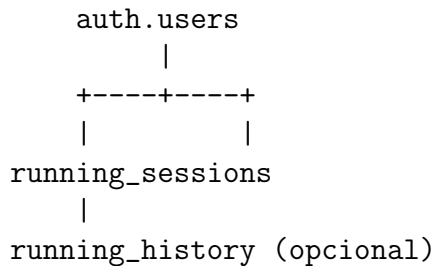 auth.users
|
+----+----+
| |
running_sessions
|
running_history (opcional)